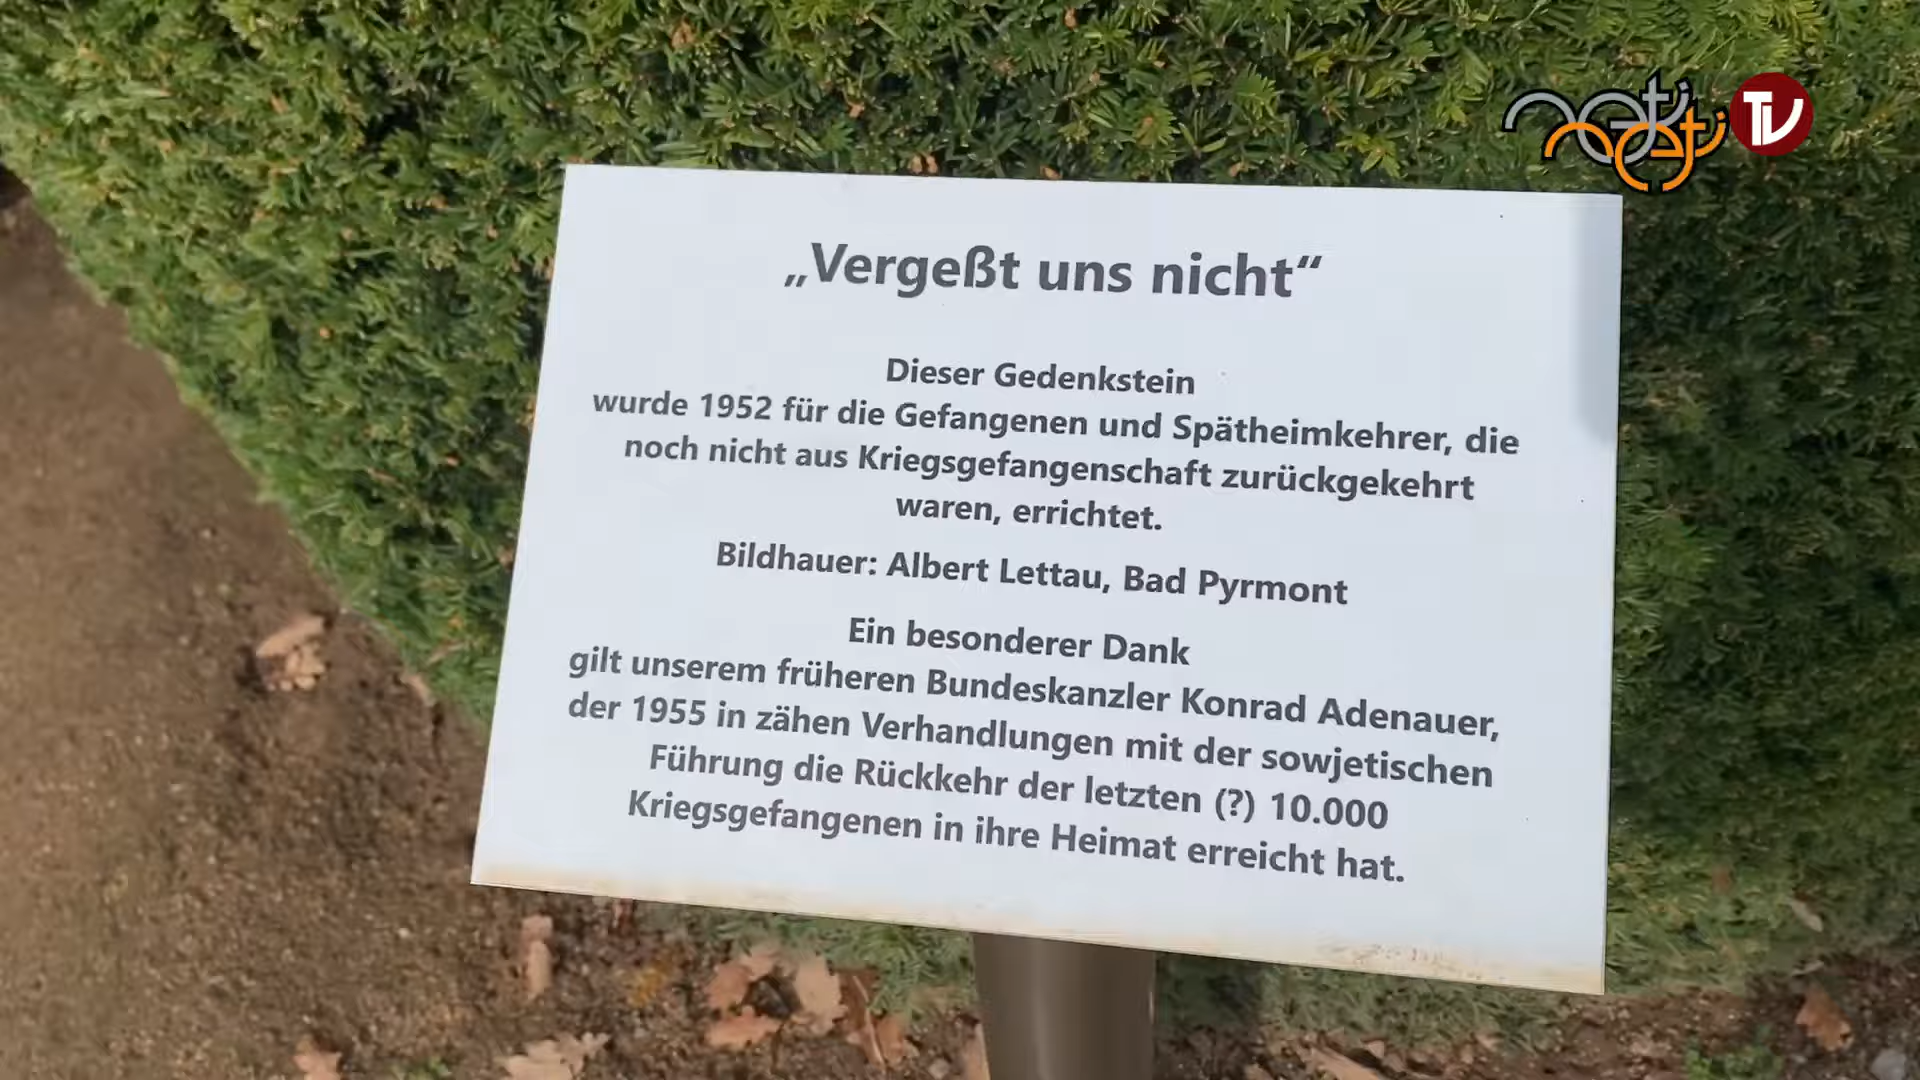 „Vergeßt uns nicht“
Dieser Gedenkstein
wurde 1952 für die Gefangenen und Spätheimkehrer, die
noch nicht aus Kriegsgefangenschaft zurückgekehrt
waren, errichtet.
Bildhauer: Albert Lettau, Bad Pyrmont
Ein besonderer Dank
gilt unserem früheren Bundeskanzler Konrad Adenauer,
der 1955 in zähen Verhandlungen mit der sowjetischen
Führung die Rückkehr der letzten (?) 10.000
Kriegsgefangenen in ihre Heimat erreicht hat.